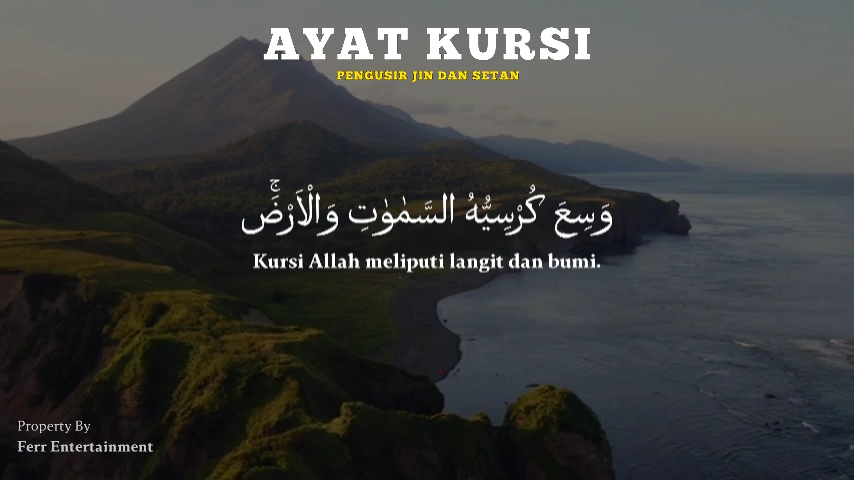 AYAT KURSI
PENGUSIR JIN DAN SETAN
وَسِعَ كُرْسِيُّهُ السَّمٰوٰتِ وَالْاَرْضَۚ
Kursi Allah meliputi langit dan bumi.
Property By
Ferr Entertainment